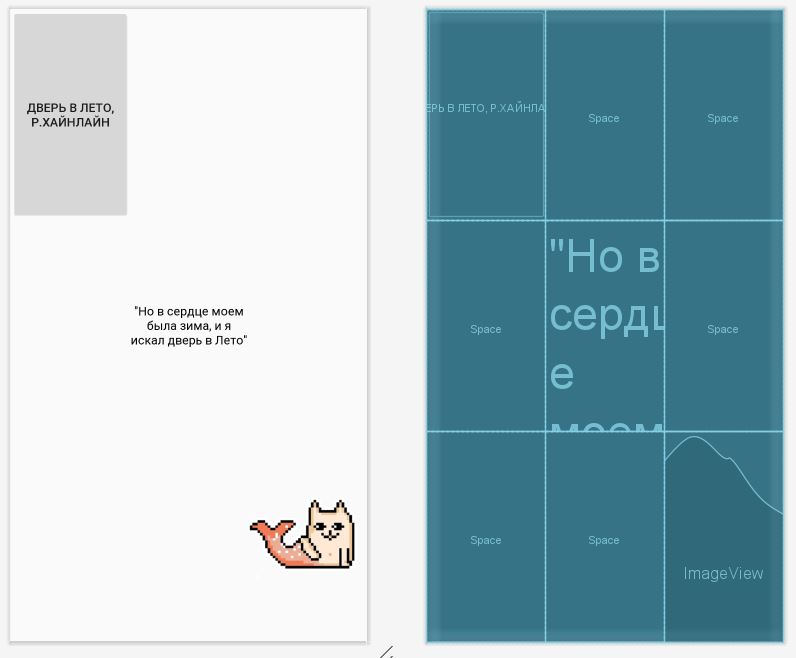 ДВЕРЬ В ЛЕТО,
Р.ХАЙНЛАЙН
"Но в сердце моем
была зима, и я
искал дверь в Лето"
ЕРЬ В ЛЕТО, Р.ХАЙНЛА
Space
Space
Space
"Но в
сердц
е
моем
Space
Space
Space
ImageView